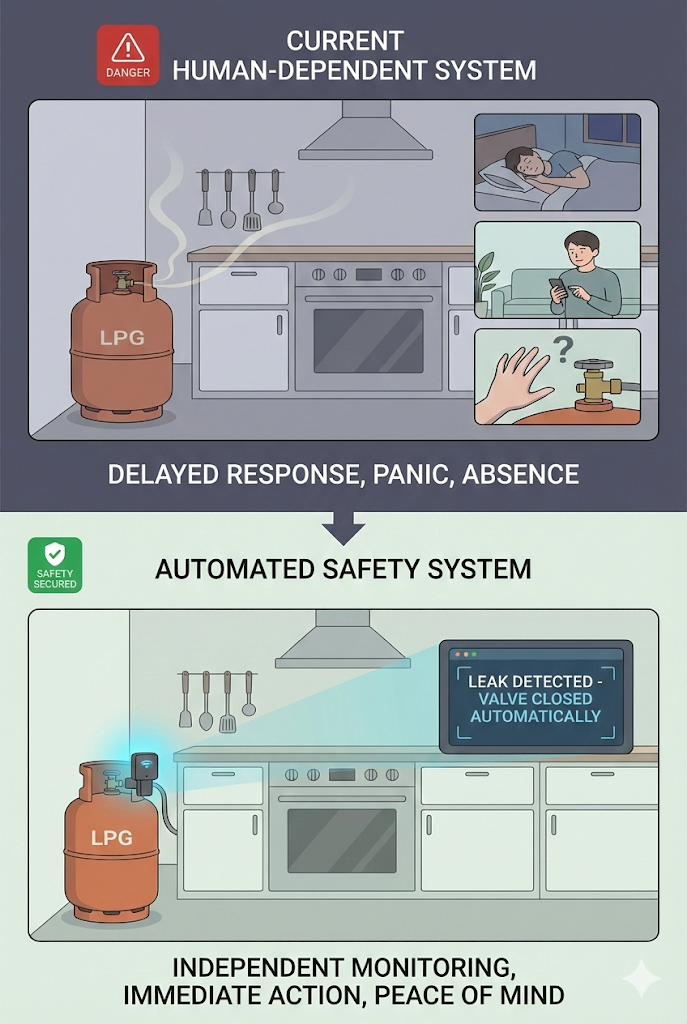 DANGER
CURRENT
HUMAN-DEPENDENT SYSTEM
LPG
?
DELAYED RESPONSE, PANIC, ABSENCE
SAFETY
SECURED
AUTOMATED SAFETY SYSTEM
LEAK DETECTED -
VALVE CLOSED
AUTOMATICALLY
LPG
INDEPENDENT MONITORING,
IMMEDIATE ACTION, PEACE OF MIND